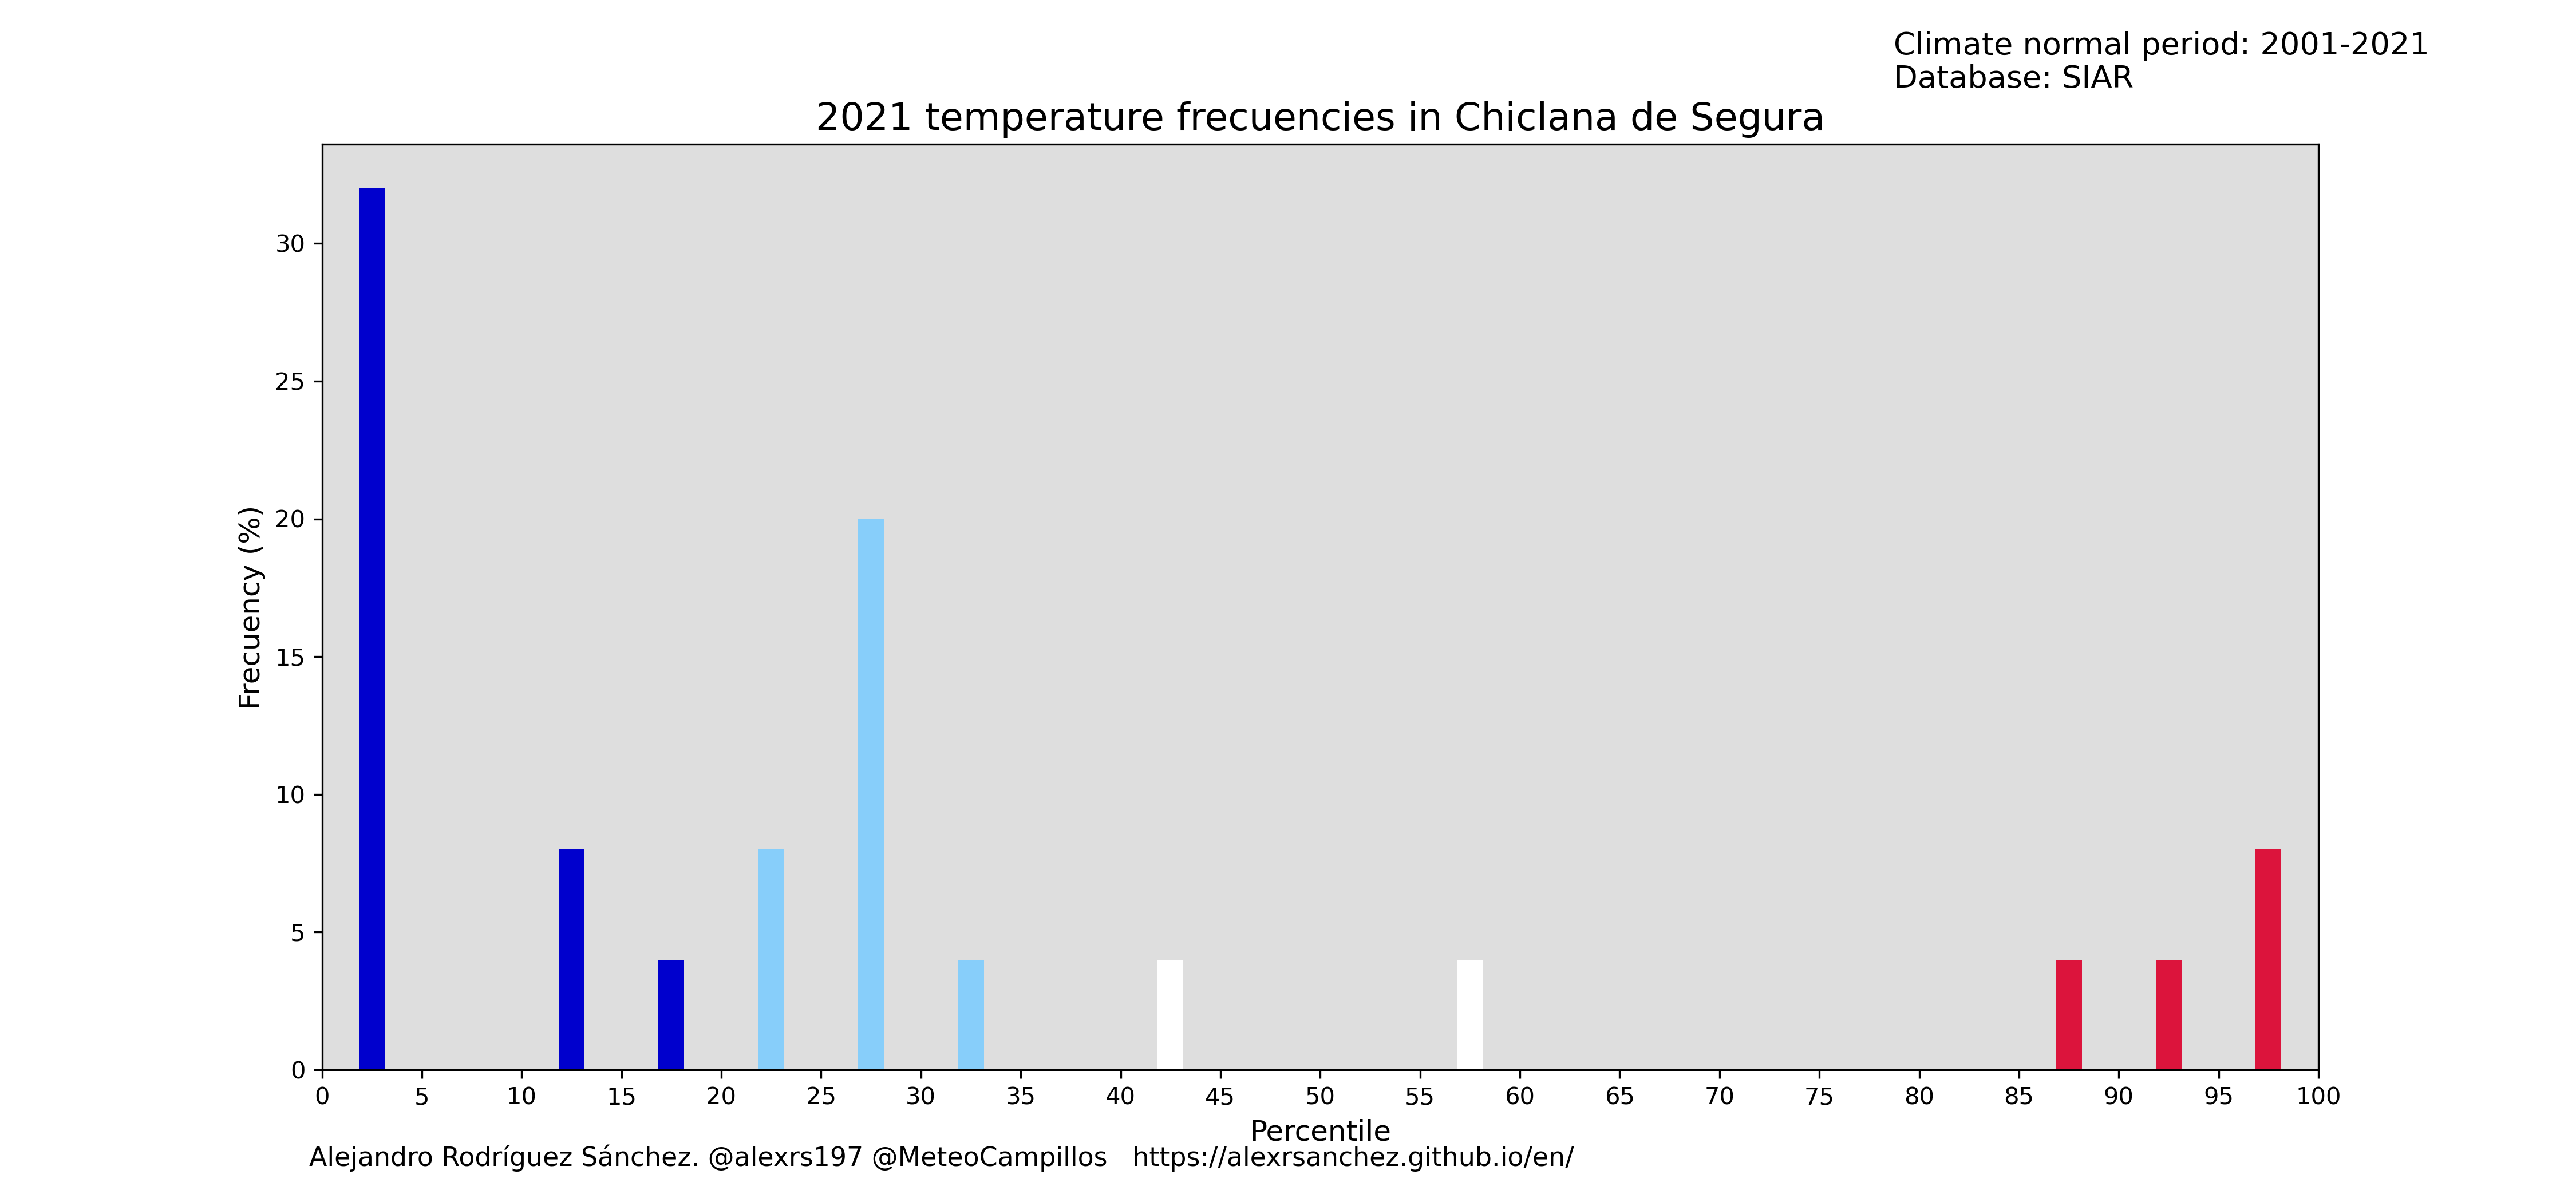 Climate normal period: 2001-2021
Database: SIAR
2021 temperature frecuencies in Chiclana de Segura
Frecuency (%)
30
25
20
15
10
5
0
0 5 10 15 20 25 30 35 40 45 50 55 60 65 70 75 80 85 90 95 100
Percentile
Alejandro Rodríguez Sánchez. @alexrs197 @MeteoCampillos https://alexrsanchez.github.io/en/